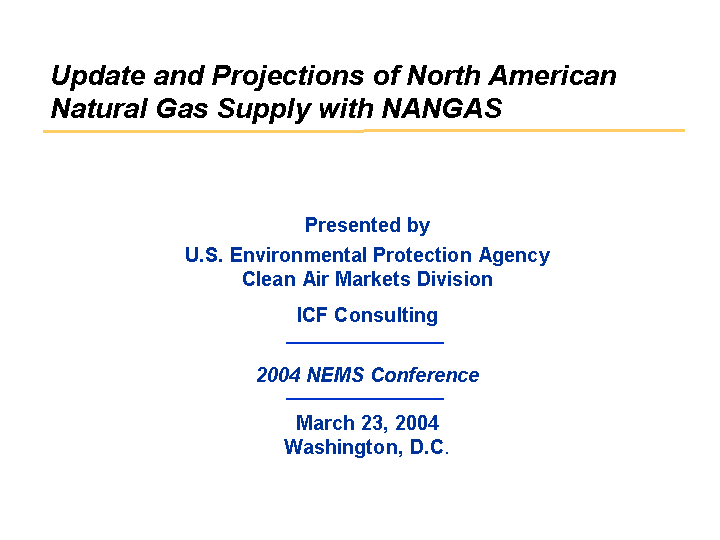 Update and Projections of North American
Natural Gas Supply with NANGAS
Presented by
U.S. Environmental Protection Agency
Clean Air Markets Division
ICF Consulting
2004 NEMS Conference
March 23, 2004
Washington, D.C.